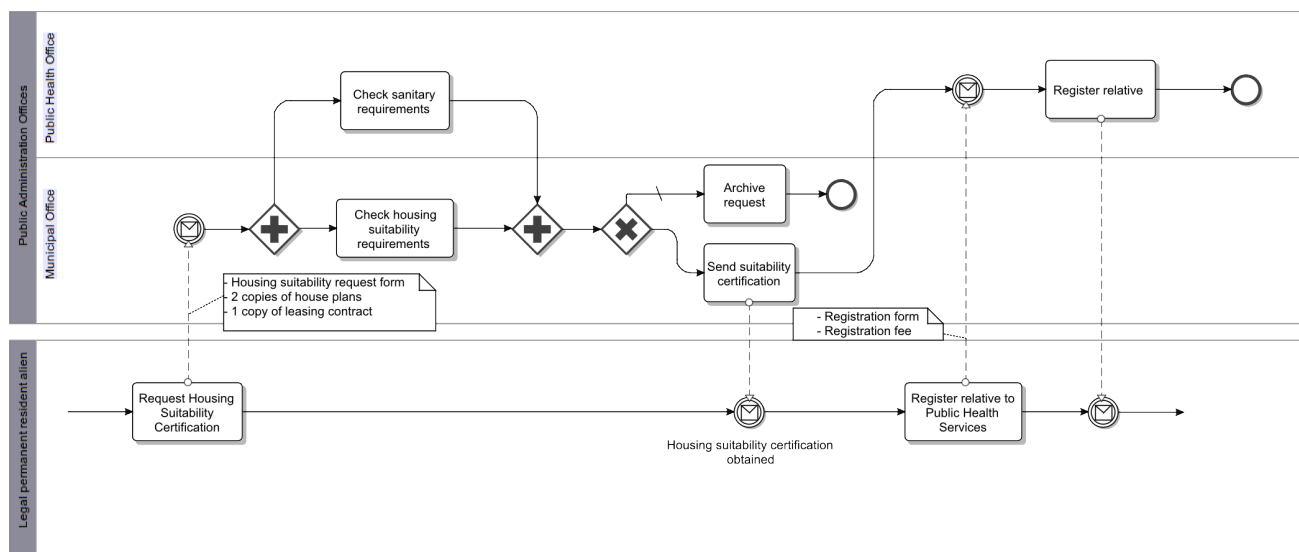 Public Administration Offices
Public Health Office
Check sanitary
requirements
Register relative
Municipal Office
Check housing
suitability
requirements
Archive
request
Send suitability
certification
- Housing suitability request form
- 2 copies of house plans
- 1 copy of leasing contract
- Registration form
- Registration fee
Legal permanent resident alien
Request Housing
Suitability
Certification
Housing suitability certification
obtained
Register relative to
Public Health
Services